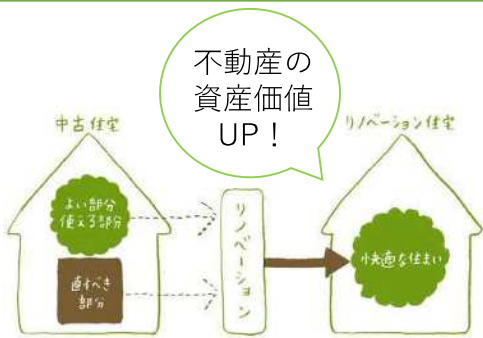 不動産の
資産価値
UP！
中古住宅
リノベーション住宅
よい部分
使える部分
直すべき
部分
リノベーション
快適な住まい